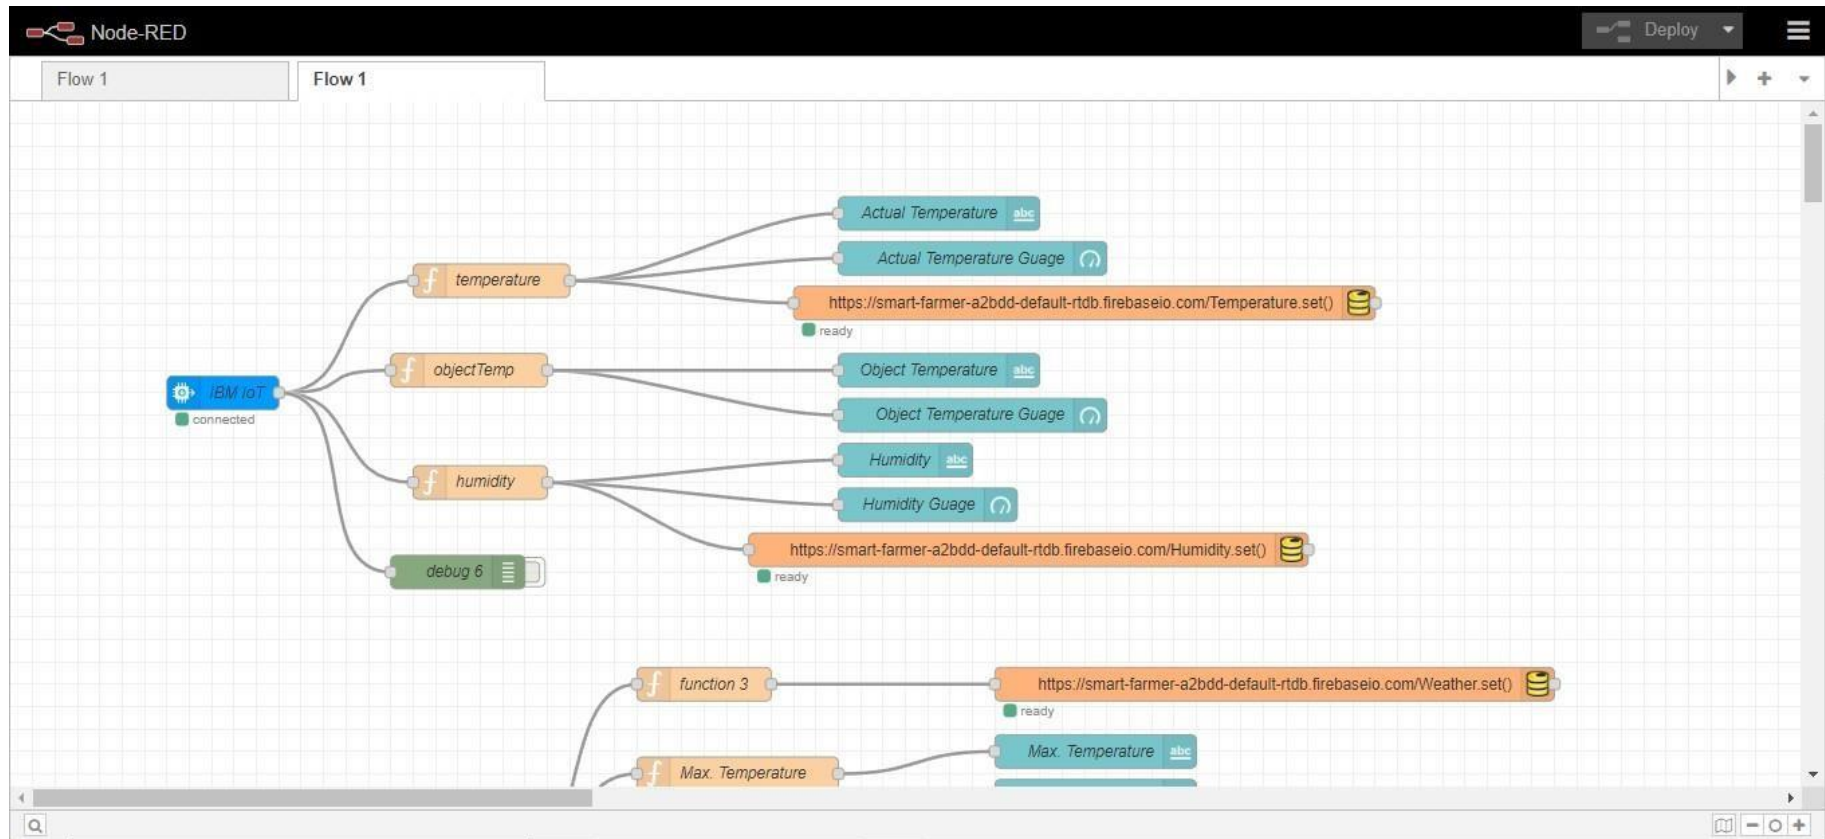 Node-RED
Deploy
Flow 1
Flow 1
Actual Temperature abc
Actual Temperature Guage
temperature
https://smart-farmer-a2bdd-default-rtdb.firebaseio.com/Temperature.set()
ready
objectTemp
Object Temperature abc
IBM IoT
connected
Object Temperature Guage
Humidity abc
humidity
Humidity Guage
https://smart-farmer-a2bdd-default-rtdb.firebaseio.com/Humidity.set()
debug 6
ready
function 3
https://smart-farmer-a2bdd-default-rtdb.firebaseio.com/Weather.set()
ready
Max. Temperature abc
Max. Temperature